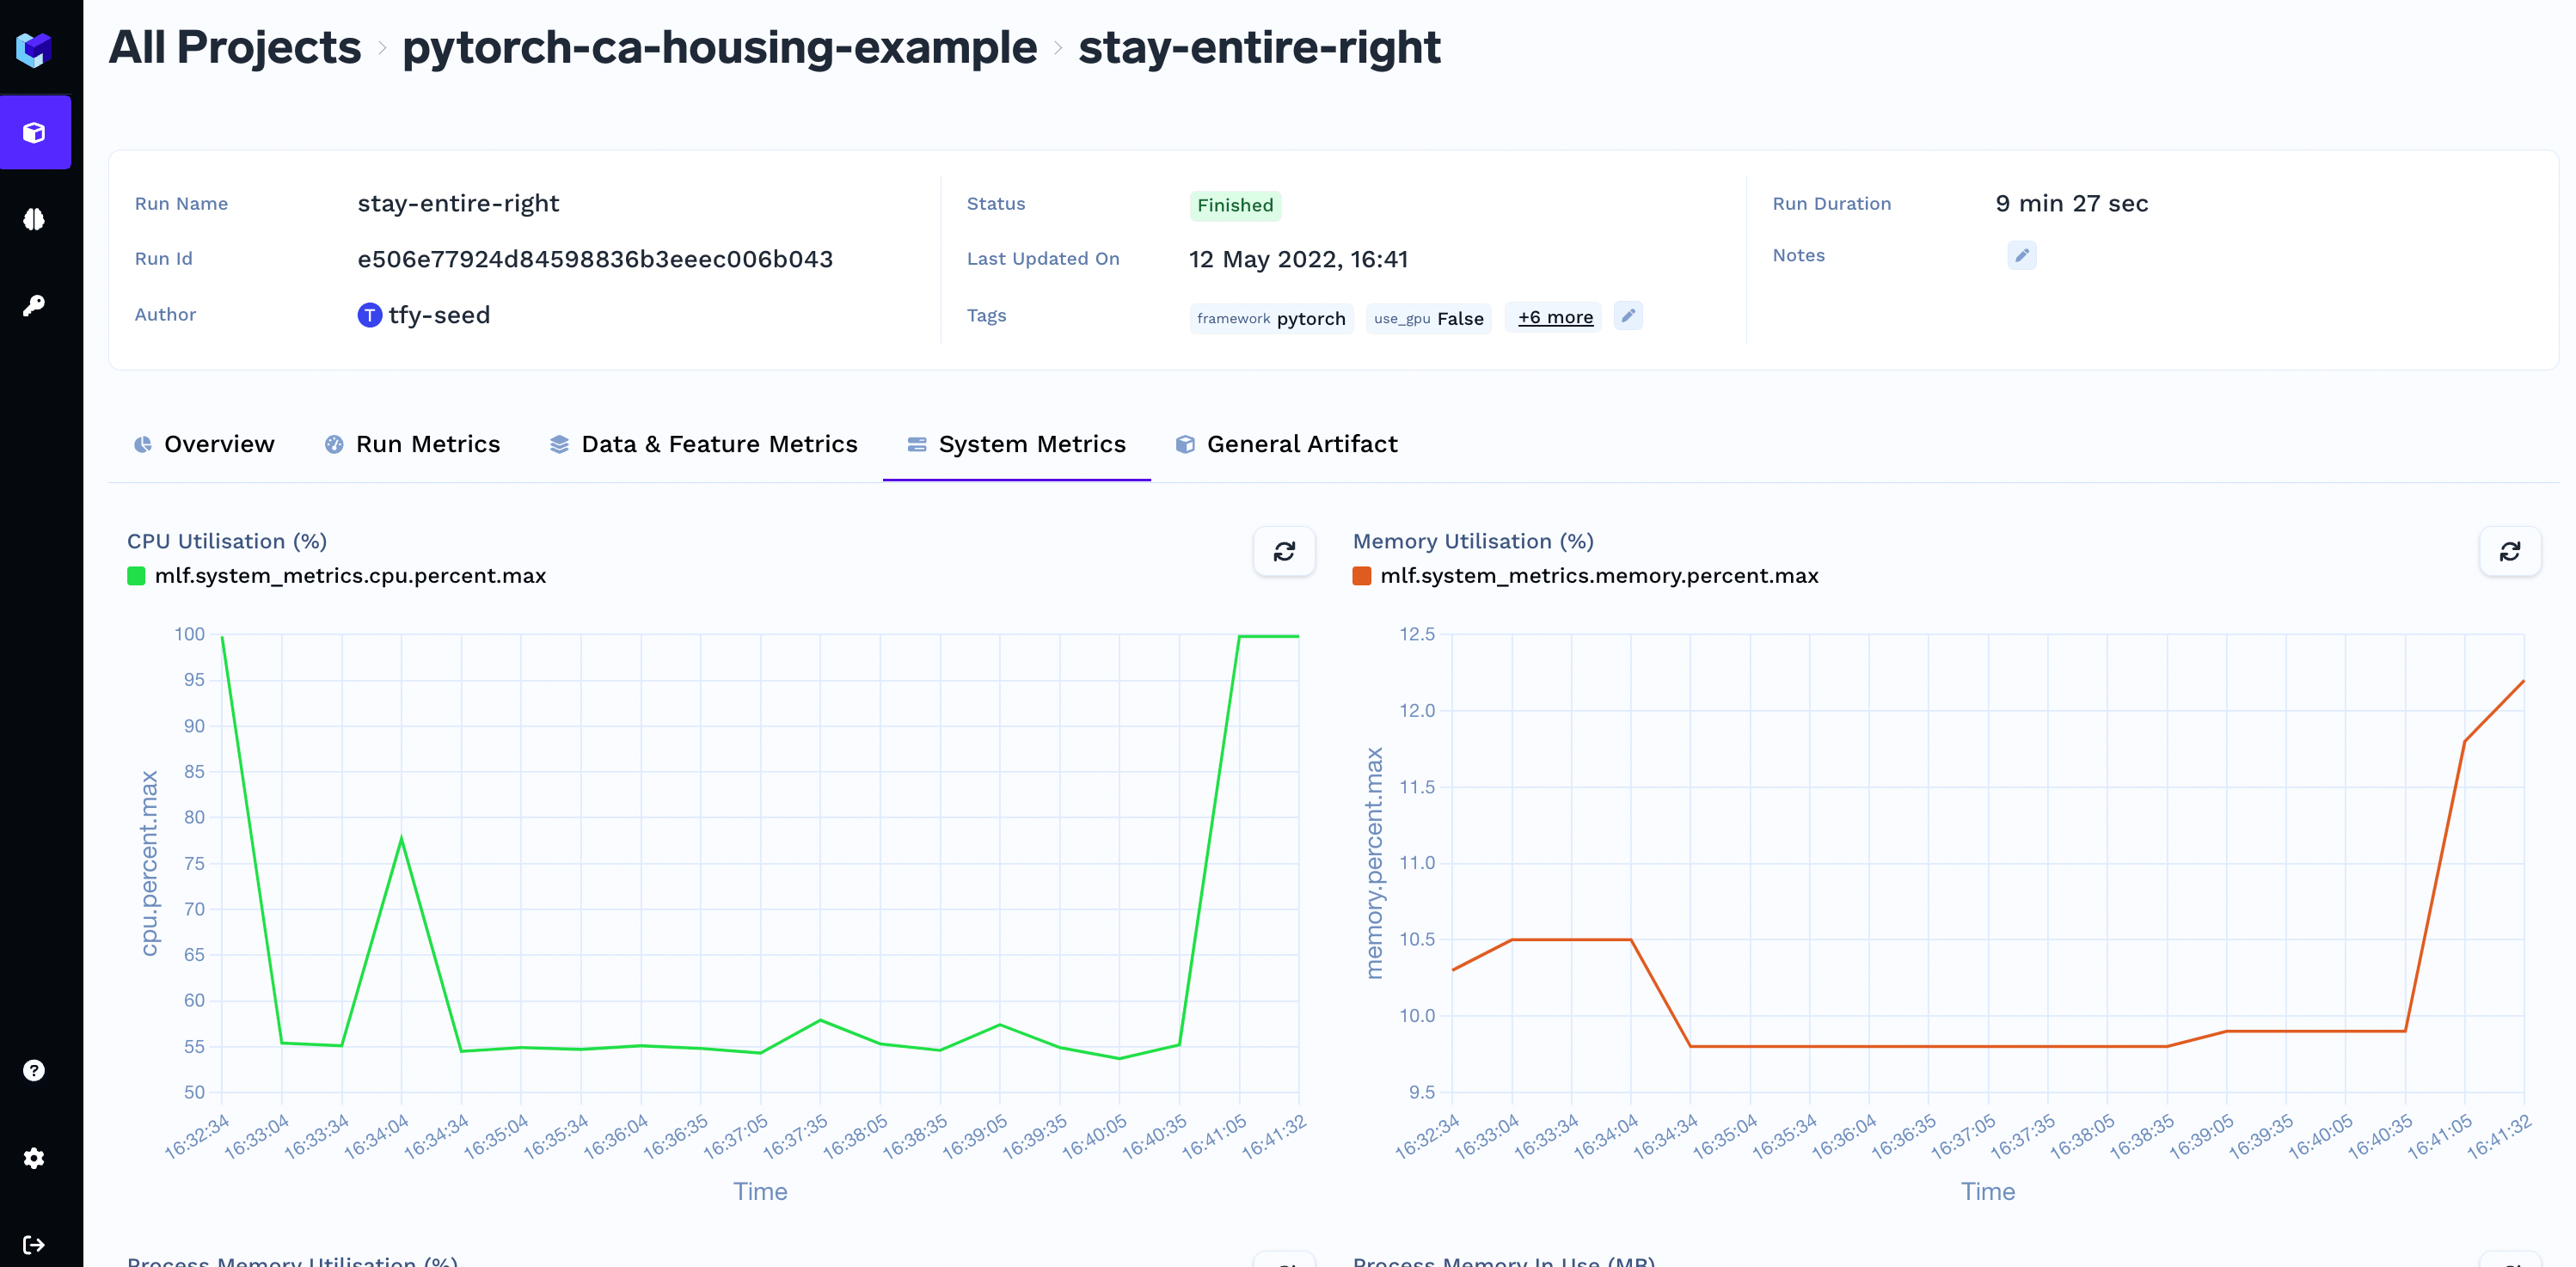 All Projects > pytorch-ca-housing-example > stay-entire-right
Run Name stay-entire-right
Run Id e506e77924d84598836b3eeec006b043
Author T tfy-seed
Status Finished
Last Updated On 12 May 2022, 16:41
Tags framework pytorch use_gpu False +6 more
Run Duration 9 min 27 sec
Notes
Overview Run Metrics Data & Feature Metrics System Metrics General Artifact
CPU Utilisation (%)
mlf.system_metrics.cpu.percent.max
100
95
90
85
80
75
70
65
60
55
50
cpu.percent.max
16:32:34 16:33:04 16:33:34 16:34:04 16:34:34 16:35:04 16:35:34 16:36:04 16:36:35 16:37:05 16:37:35 16:38:05 16:38:35 16:39:05 16:39:35 16:40:05 16:40:35 16:41:05 16:41:32
Time
Memory Utilisation (%)
mlf.system_metrics.memory.percent.max
12.5
12.0
11.5
11.0
10.5
10.0
9.5
memory.percent.max
16:32:34 16:33:04 16:33:34 16:34:04 16:34:34 16:35:04 16:35:34 16:36:04 16:36:35 16:37:05 16:37:35 16:38:05 16:38:35 16:39:05 16:39:35 16:40:05 16:40:35 16:41:05 16:41:32
Time
Process Memory Utilisation (%)
Process Memory In Use (MB)